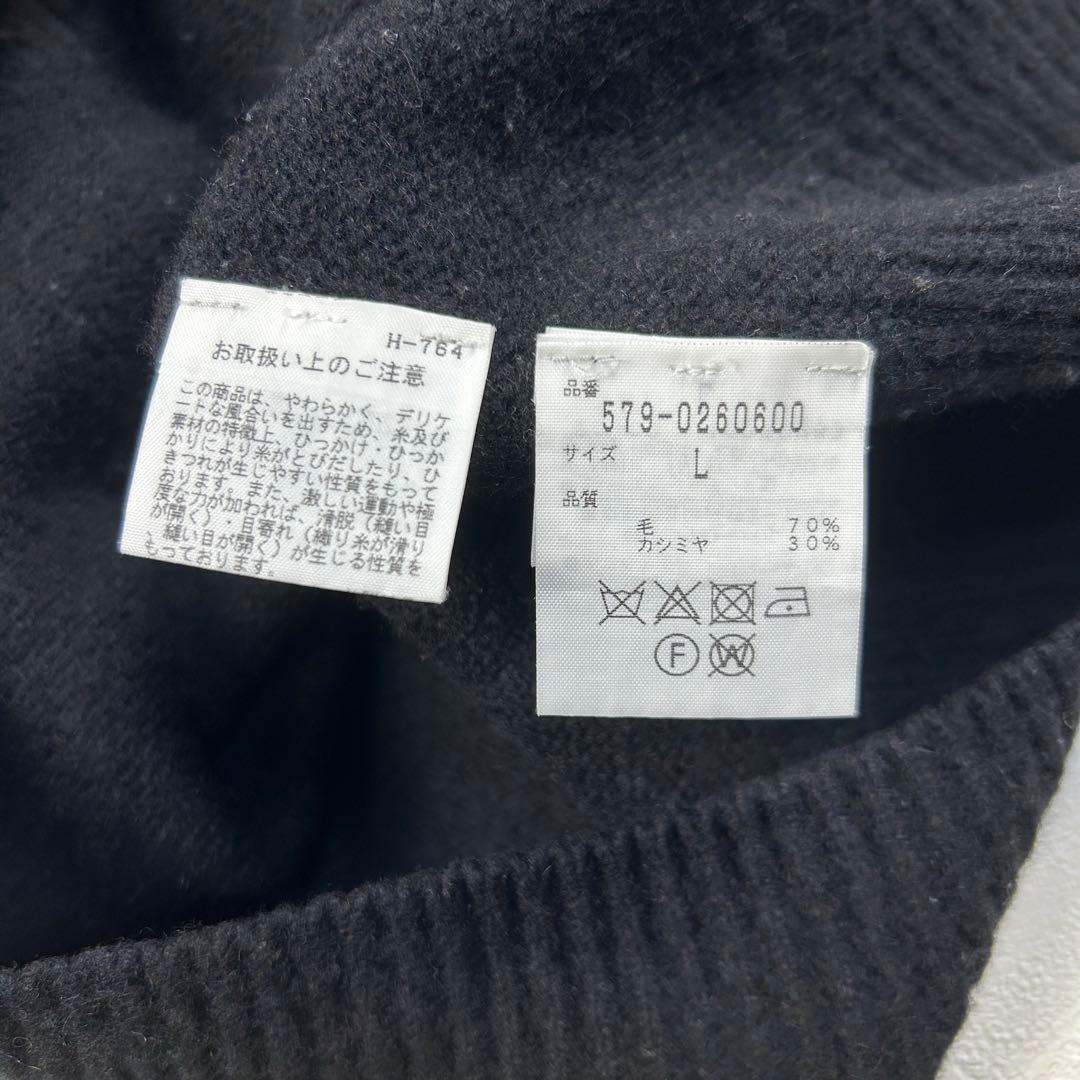 H-764
お取扱い上のご注意
この商品は、やわらかく、デリケ
ートな風合いを出すため、糸及び
素材の特徴上、ひっかけ・ひっか
かりにより糸がとびだしたり、ひ
きつれが生じやすい性質をもって
おります。また、激しい運動や極
度な力が加われば、滑脱（縫い目
が開く）・目寄れ（織り糸が滑り
、縫い目が開く）が生じる性質を
もっております。
品番
579-0260600
サイズ
L
品質
毛 70%
カシミヤ 30%
F W